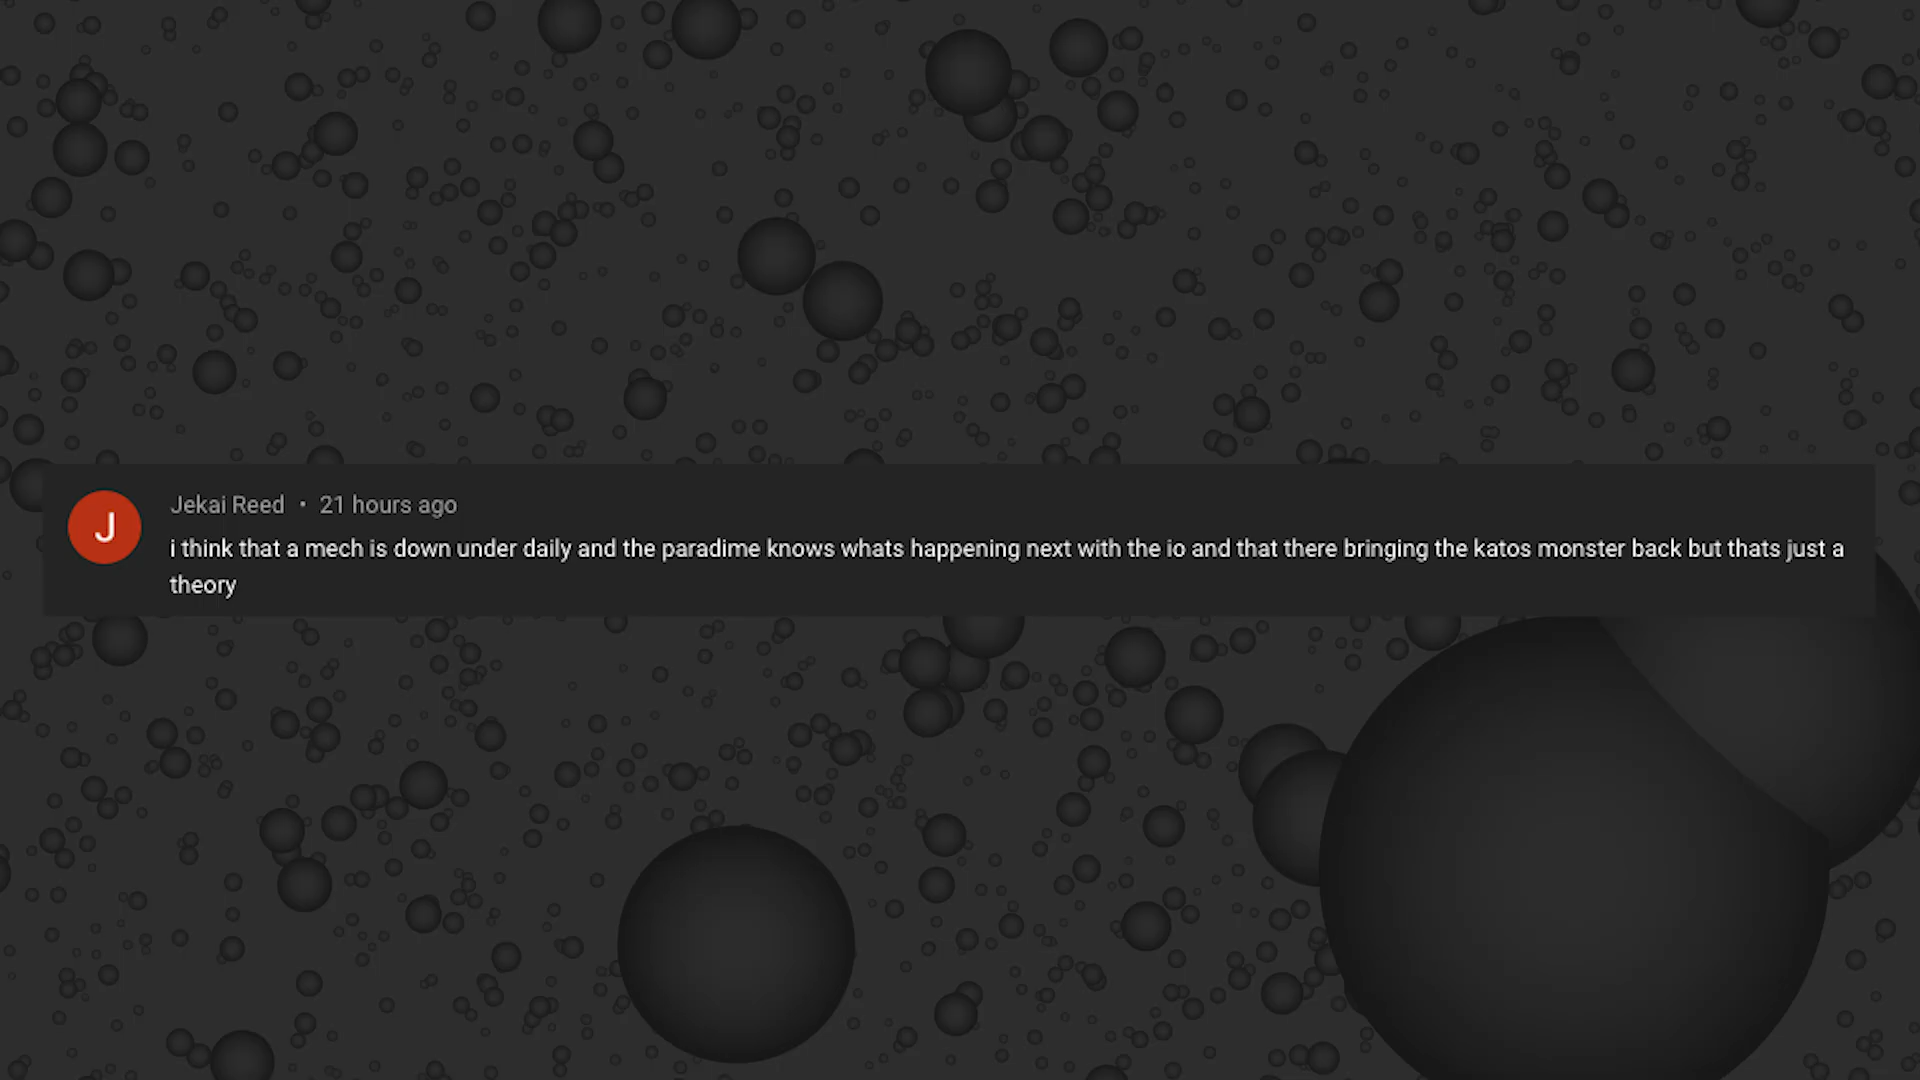 J
Jekai Reed • 21 hours ago
i think that a mech is down under daily and the paradime knows whats happening next with the io and that there bringing the katos monster back but thats just a
theory